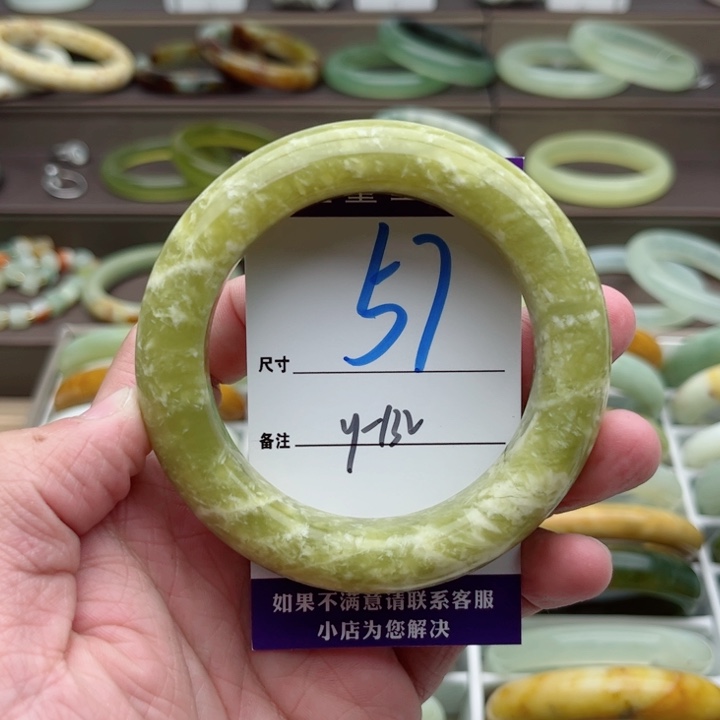 57
尺寸
备注 y-132
如果不满意请联系客服
小店为您解决